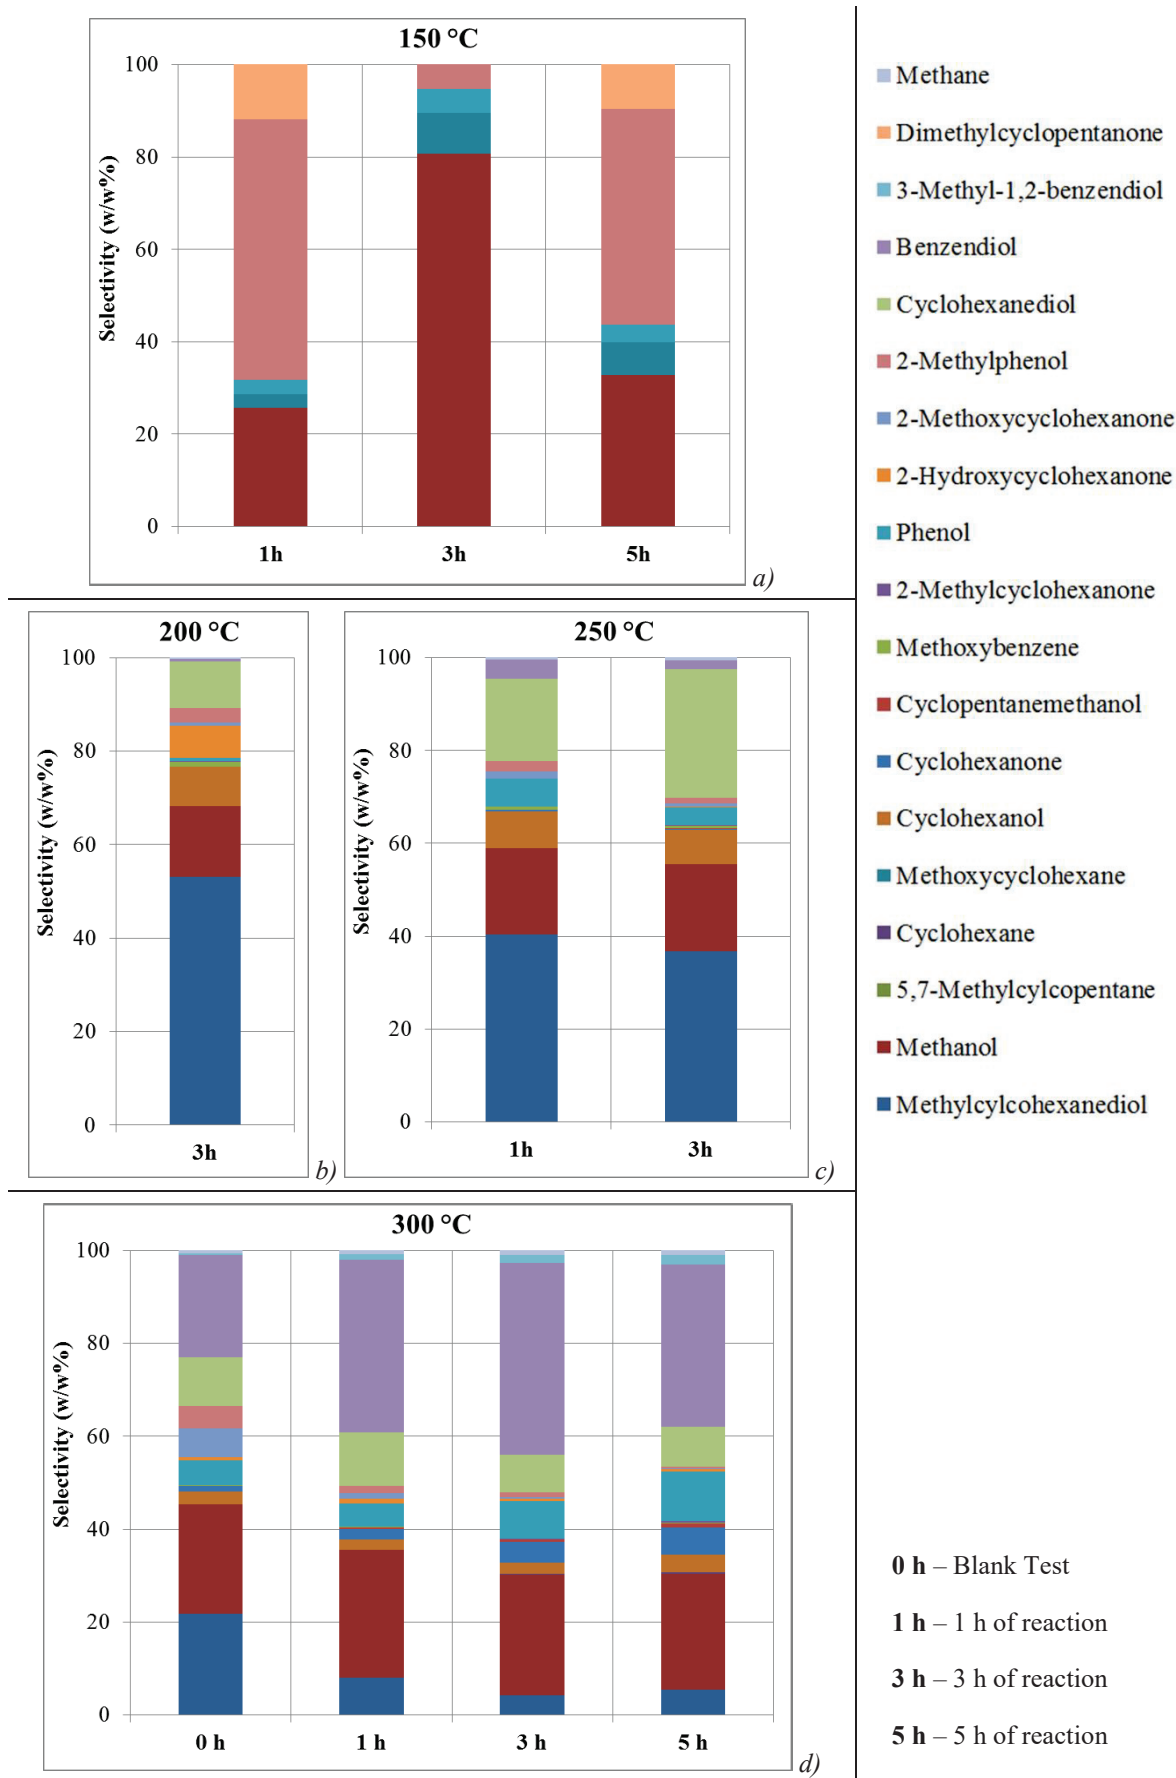 150 °C
Selectivity (w/w%)
100
80
60
40
20
0
1h 3h 5h
a)
200 °C
Selectivity (w/w%)
100
80
60
40
20
0
3h
b)
250 °C
Selectivity (w/w%)
100
80
60
40
20
0
1h 3h
c)
300 °C
Selectivity (w/w%)
100
80
60
40
20
0
0 h 1 h 3 h 5 h
d)
Methane
Dimethylcyclopentanone
3-Methyl-1,2-benzendiol
Benzendiol
Cyclohexanediol
2-Methylphenol
2-Methoxycyclohexanone
2-Hydroxycyclohexanone
Phenol
2-Methylcyclohexanone
Methoxybenzene
Cyclopentanemethanol
Cyclohexanone
Cyclohexanol
Methoxycyclohexane
Cyclohexane
5,7-Methylcylcopentane
Methanol
Methylcylcohexanediol
0 h – Blank Test
1 h – 1 h of reaction
3 h – 3 h of reaction
5 h – 5 h of reaction